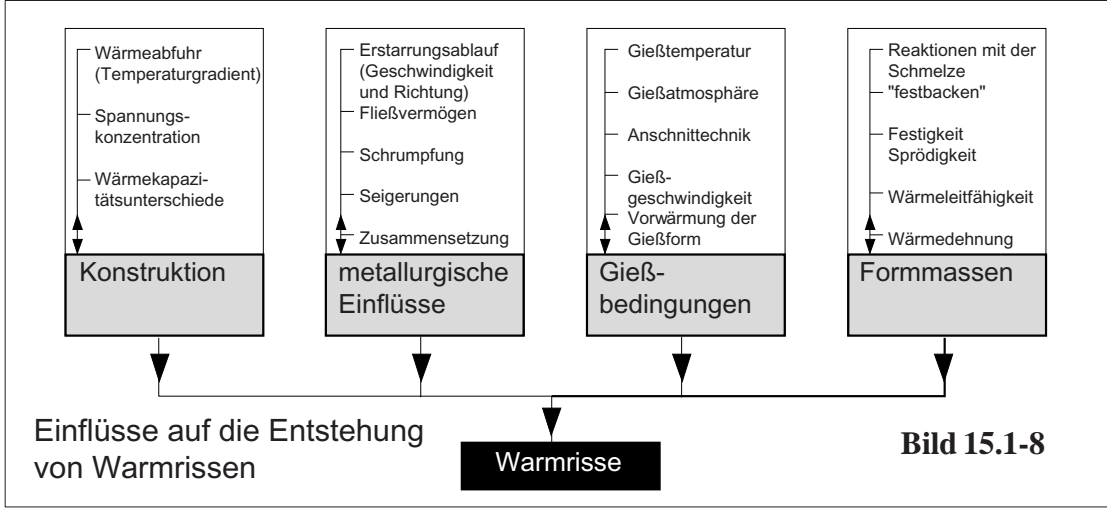 Wärmeabfuhr
(Temperaturgradient)
Spannungs-
konzentration
Wärmekapazi-
tätsunterschiede
Konstruktion
Erstarrungsablauf
(Geschwindigkeit
und Richtung)
Fließvermögen
Schrumpfung
Seigerungen
Zusammensetzung
metallurgische
Einflüsse
Gießtemperatur
Gießatmosphäre
Anschnittechnik
Gieß-
geschwindigkeit
Vorwärmung der
Gießform
Gieß-
bedingungen
Reaktionen mit der
Schmelze
"festbacken"
Festigkeit
Sprödigkeit
Wärmeleitfähigkeit
Wärmedehnung
Formmassen
Einflüsse auf die Entstehung
von Warmrissen
Warmrisse
Bild 15.1-8